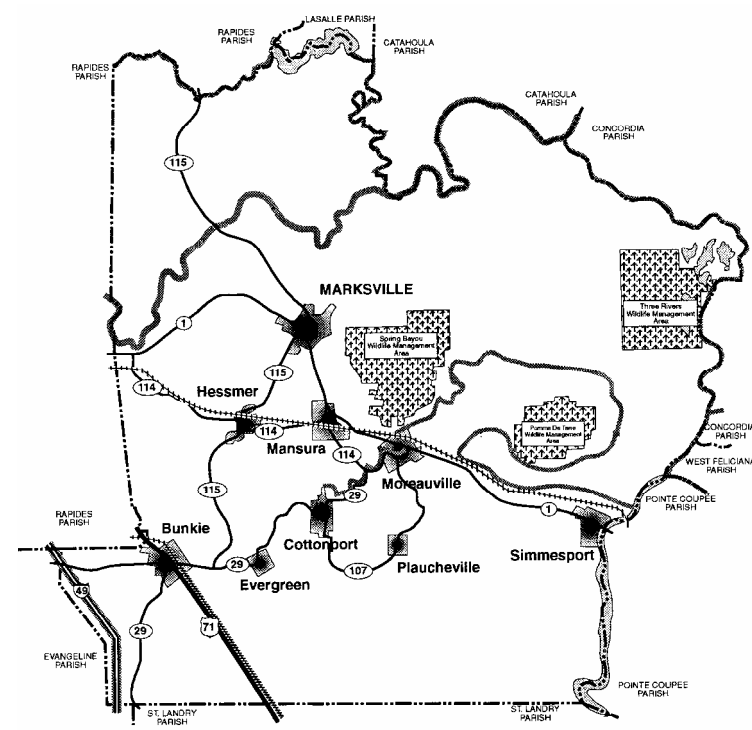 LASALLE PARISH
RAPIDES
PARISH
CATAHOULA
PARISH
RAPIDES
PARISH
CATAHOULA
PARISH
CONCORDIA
PARISH
115
MARKSVILLE
Three Rivers
Wildlife Management
Area
1
Spring Bayou
Wildlife Management
Area
115
Hessmer
114
114
Mansura
114
Pomme De Terre
Wildlife Management
Area
CONCORDIA
PARISH
WEST FELICIANA
PARISH
Moreauville
115
29
POINTE COUPEE
PARISH
1
RAPIDES
PARISH
Bunkie
Cottonport
Simmesport
29
Evergreen
107
Plaucheville
49
29
71
EVANGELINE
PARISH
POINTE COUPEE
PARISH
ST. LANDRY
PARISH
ST. LANDRY
PARISH